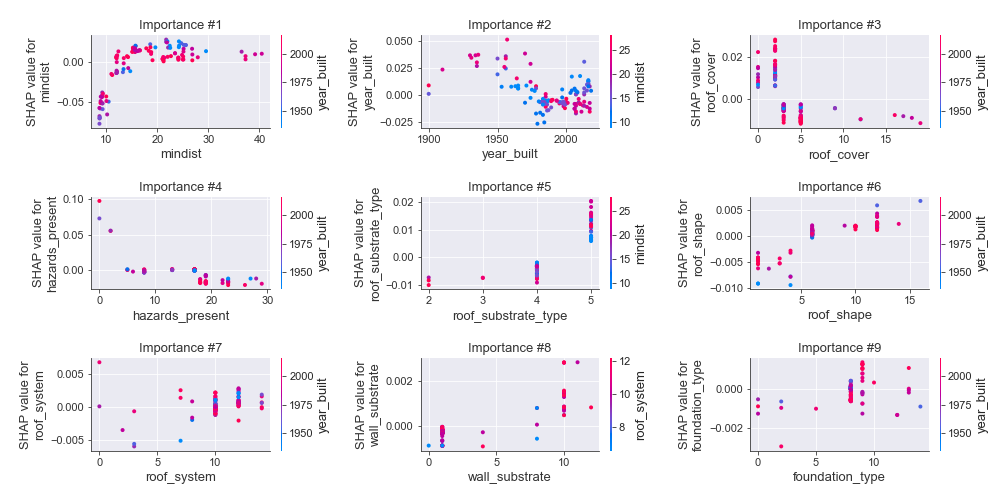 Importance #1
0.00
−0.05
10
20
30
40
mindist
SHAP value for
mindist
2000
1975
1950
year_built
Importance #2
0.050
0.025
0.000
−0.025
1900
1950
2000
year_built
SHAP value for
year_built
25
20
15
10
mindist
Importance #3
0.02
0.00
0
5
10
15
roof_cover
SHAP value for
roof_cover
2000
1975
1950
year_built
Importance #4
0.10
0.05
0.00
0
10
20
30
hazards_present
SHAP value for
hazards_present
2000
1975
1950
year_built
Importance #5
0.02
0.01
0.00
−0.01
2
3
4
5
roof_substrate_type
SHAP value for
roof_substrate_type
25
20
15
10
mindist
Importance #6
0.005
0.000
−0.005
−0.010
0
5
10
15
roof_shape
SHAP value for
roof_shape
2000
1975
1950
year_built
Importance #7
0.005
0.000
−0.005
0
10
roof_system
SHAP value for
roof_system
2000
1975
1950
year_built
Importance #8
0.002
0.000
0
5
10
wall_substrate
SHAP value for
wall_substrate
12
10
8
roof_system
Importance #9
0.000
−0.002
0
5
10
foundation_type
SHAP value for
foundation_type
2000
1975
1950
year_built